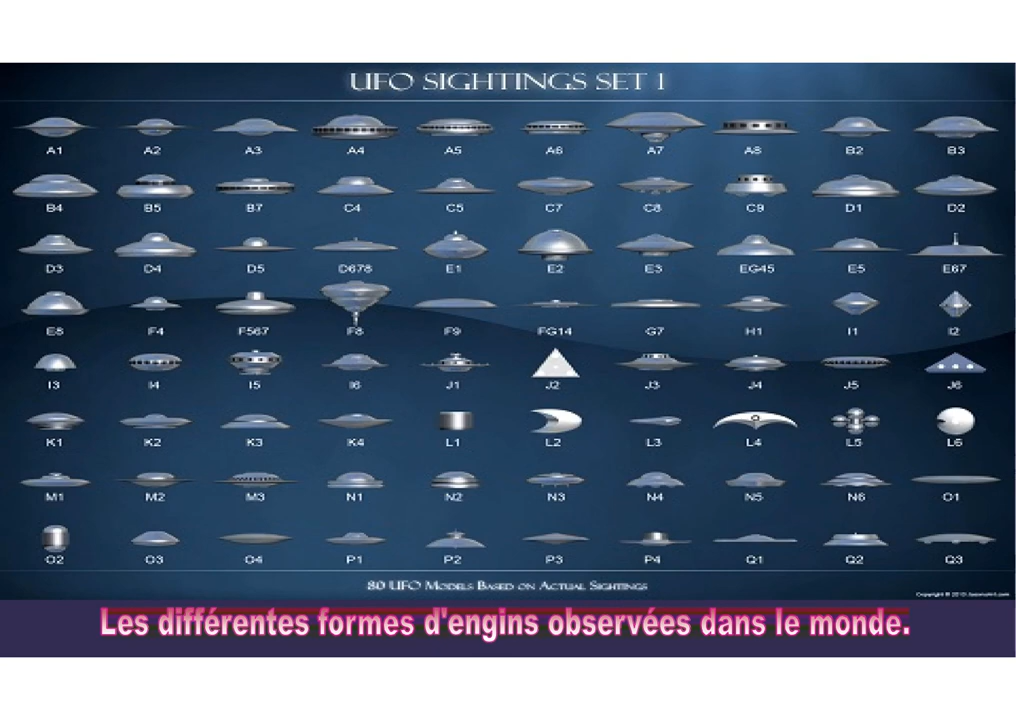 UFO SIGHTINGS SET 1
A1 A2 A3 A4 A5 A6 A7 A8 B2 B3
B4 B5 B7 C4 C5 C7 C8 C9 D1 D2
D3 D4 D5 D678 E1 E2 E3 EG45 E5 E67
E8 F4 F567 F8 F9 FG14 G7 H1 I1 I2
I3 I4 I5 I6 J1 J2 J3 J4 J5 J6
K1 K2 K3 K4 L1 L2 L3 L4 L5 L6
M1 M2 M3 N1 N2 N3 N4 N5 N6 O1
O2 O3 O4 P1 P2 P3 P4 Q1 Q2 Q3
80 UFO MODELS BASED ON ACTUAL SIGHTINGS
Copyright © 2010
Les différentes formes d'engins observées dans le monde.